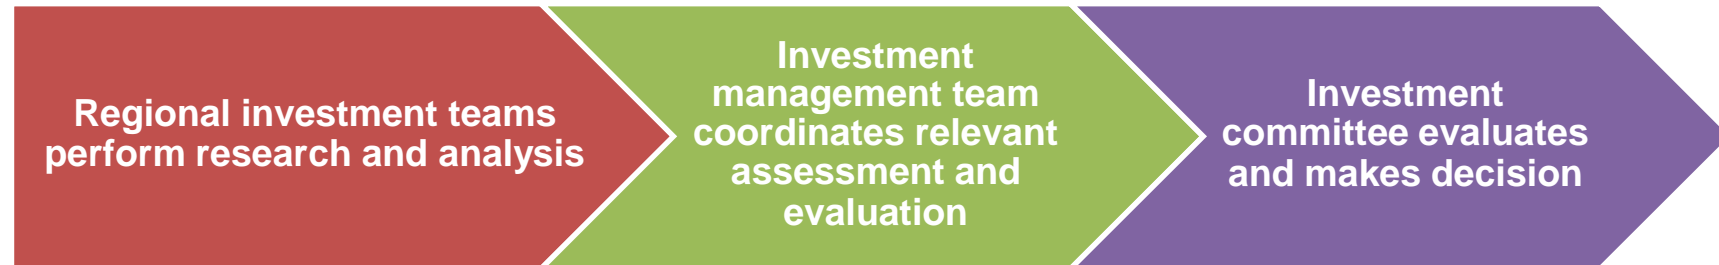 Regional investment teams
perform research and analysis
Investment
management team
coordinates relevant
assessment and
evaluation
Investment
committee evaluates
and makes decision